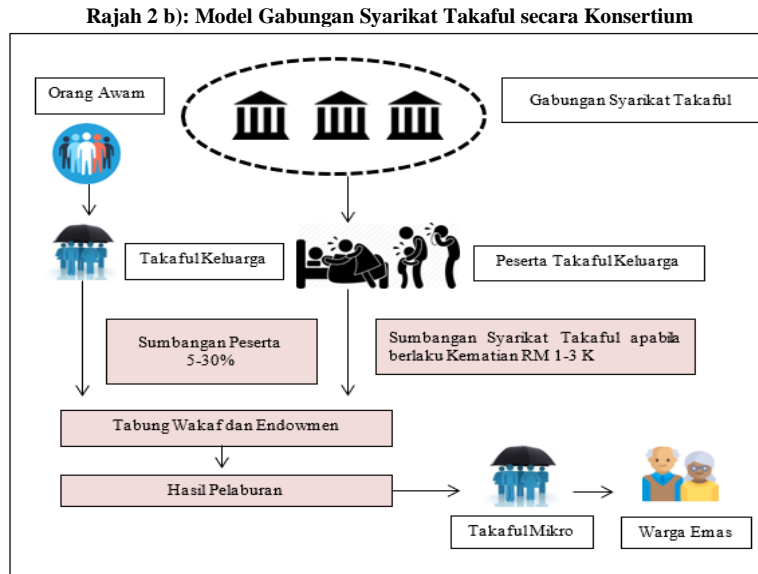 Rajah 2 b): Model Gabungan Syarikat Takaful secara Konsertium
Orang Awam
Gabungan Syarikat Takaful
Takaful Keluarga
Peserta Takaful Keluarga
Sumbangan Peserta
5-30%
Sumbangan Syarikat Takaful apabila
berlaku Kematian RM 1-3 K
Tabung Wakaf dan Endowmen
Hasil Pelaburan
Takaful Mikro
Warga Emas